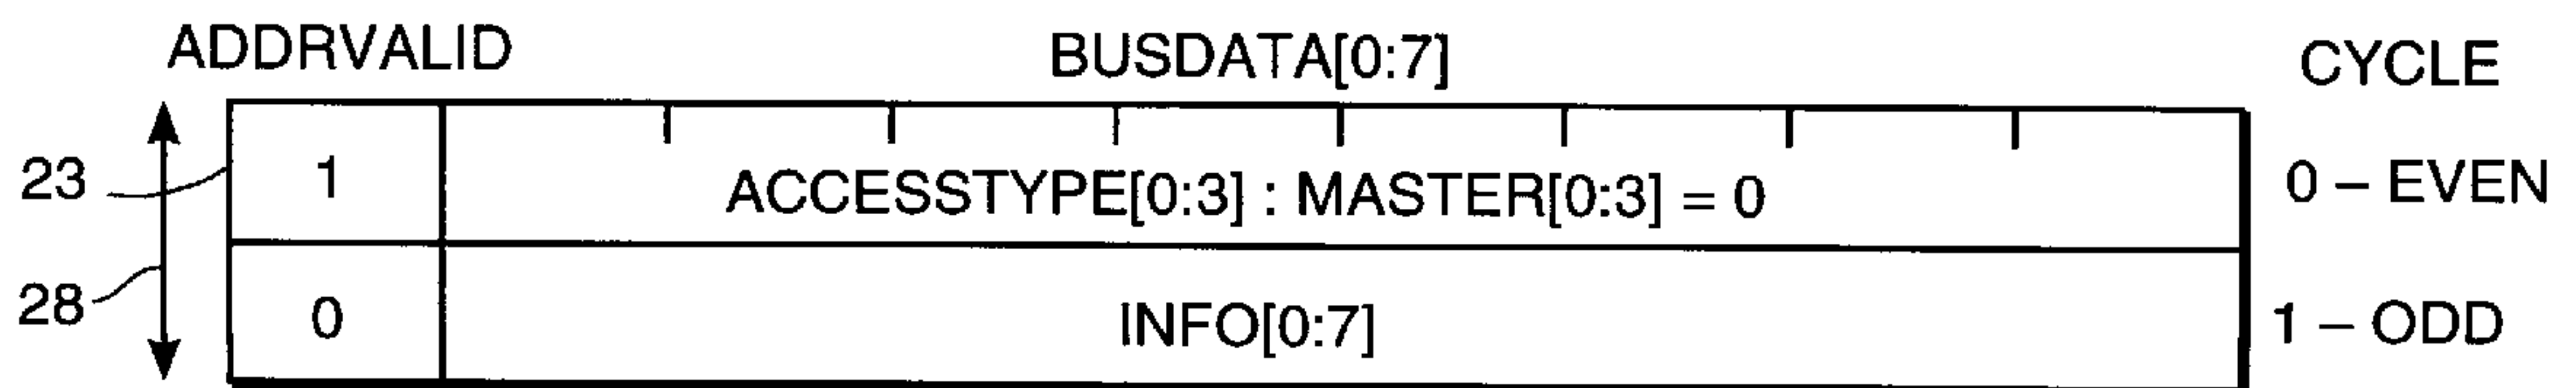 ADDRVALID BUSDATA[0:7] CYCLE
23 1 ACCESSTYPE[0:3] : MASTER[0:3] = 0 0 – EVEN
28 0 INFO[0:7] 1 – ODD